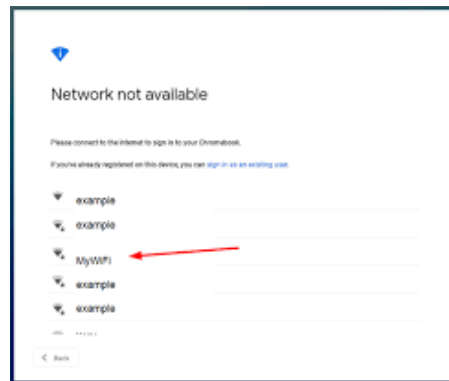 Network not available
Please connect to the internet to sign in to your Chromebook.
If you've already registered on this device, you can sign in as an existing user.
example
example
MyWiFi
example
example
Back